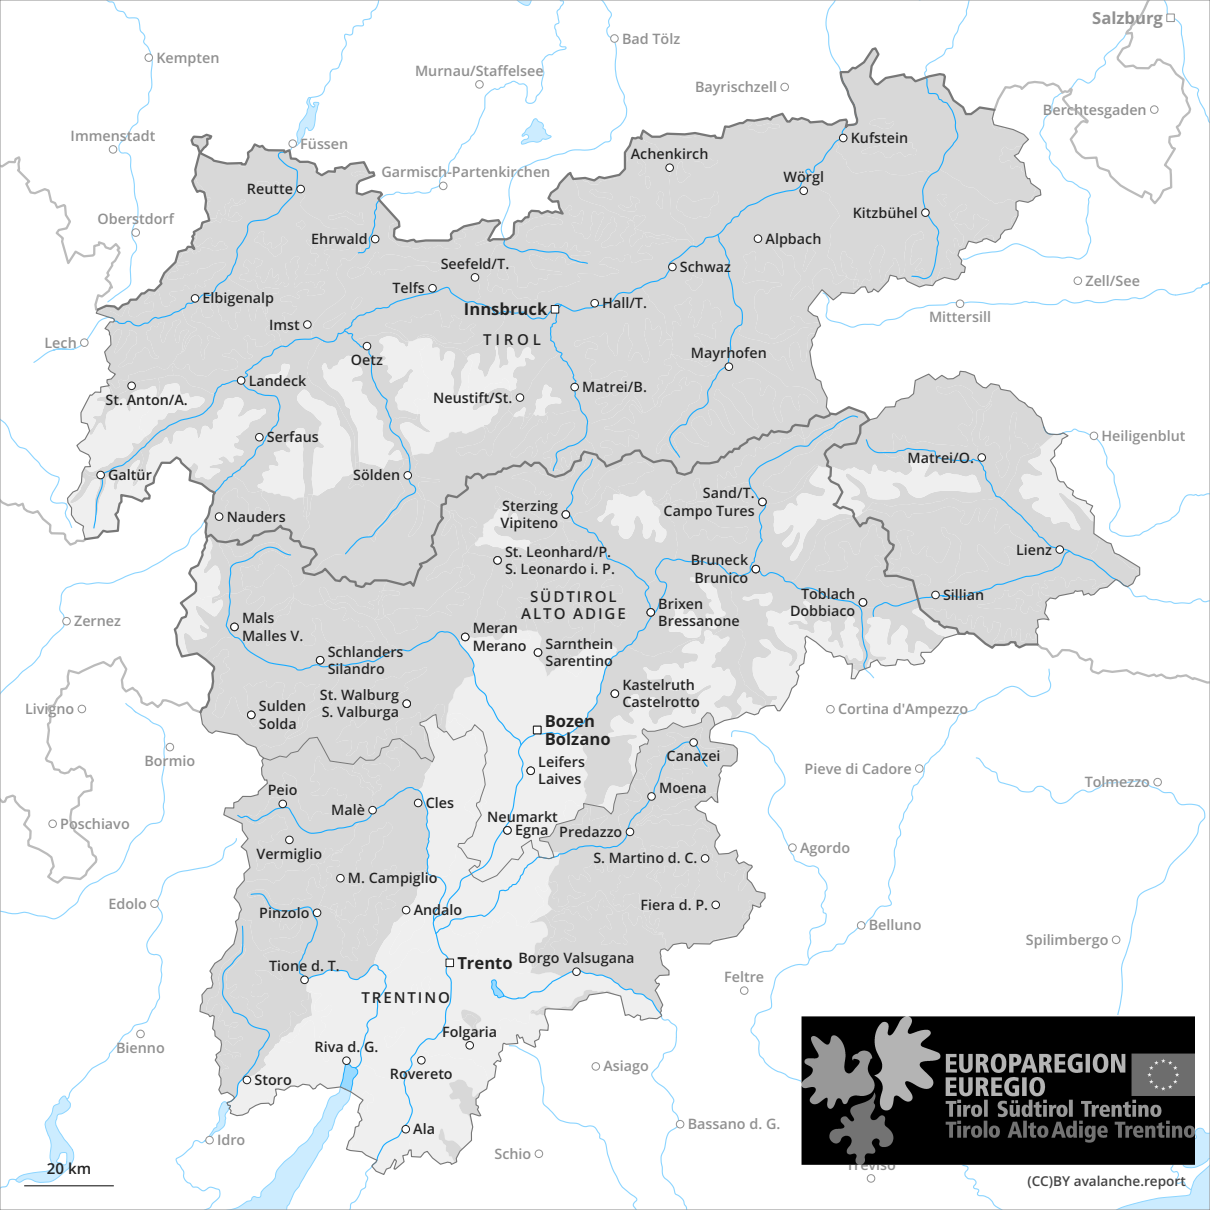 Salzburg
Bad Tölz
Kempten
Murnau/Staffelsee
Bayrischzell
Berchtesgaden
Immenstadt
Füssen
Kufstein
Achenkirch
Garmisch-Partenkirchen
Wörgl
Reutte
Oberstdorf
Kitzbühel
Ehrwald
Alpbach
Seefeld/T.
Schwaz
Zell/See
Telfs
Elbigenalp
Hall/T.
Innsbruck
Mittersill
Imst
TIROL
Lech
Oetz
Mayrhofen
Landeck
Matrei/B.
St. Anton/A.
Neustift/St.
Serfaus
Heiligenblut
Matrei/O.
Galtür
Sölden
Sand/T.
Campo Tures
Sterzing
Vipiteno
Nauders
St. Leonhard/P.
S. Leonardo i. P.
Lienz
Bruneck
Brunico
SÜDTIROL
ALTO ADIGE
Toblach
Dobbiaco
Sillian
Brixen
Bressanone
Zernez
Mals
Malles V.
Meran
Merano
Sarnthein
Sarentino
Schlanders
Silandro
Kastelruth
Castelrotto
St. Walburg
S. Valburga
Sulden
Solda
Livigno
Cortina d'Ampezzo
Bozen
Bolzano
Bormio
Canazei
Leifers
Laives
Pieve di Cadore
Tolmezzo
Peio
Moena
Malè
Cles
Neumarkt
Egna
Poschiavo
Predazzo
Vermiglio
Agordo
S. Martino d. C.
M. Campiglio
Edolo
Pinzolo
Andalo
Fiera d. P.
Belluno
Spilimbergo
Tione d. T.
Trento
Borgo Valsugana
Feltre
TRENTINO
Folgaria
Bienno
Riva d. G.
Rovereto
Asiago
Storo
EUROPAREGION
EUREGIO
Tirol Südtirol Trentino
Tirolo Alto Adige Trentino
Ala
Bassano d. G.
Idro
Schio
Treviso
20 km
(CC)BY avalanche.report